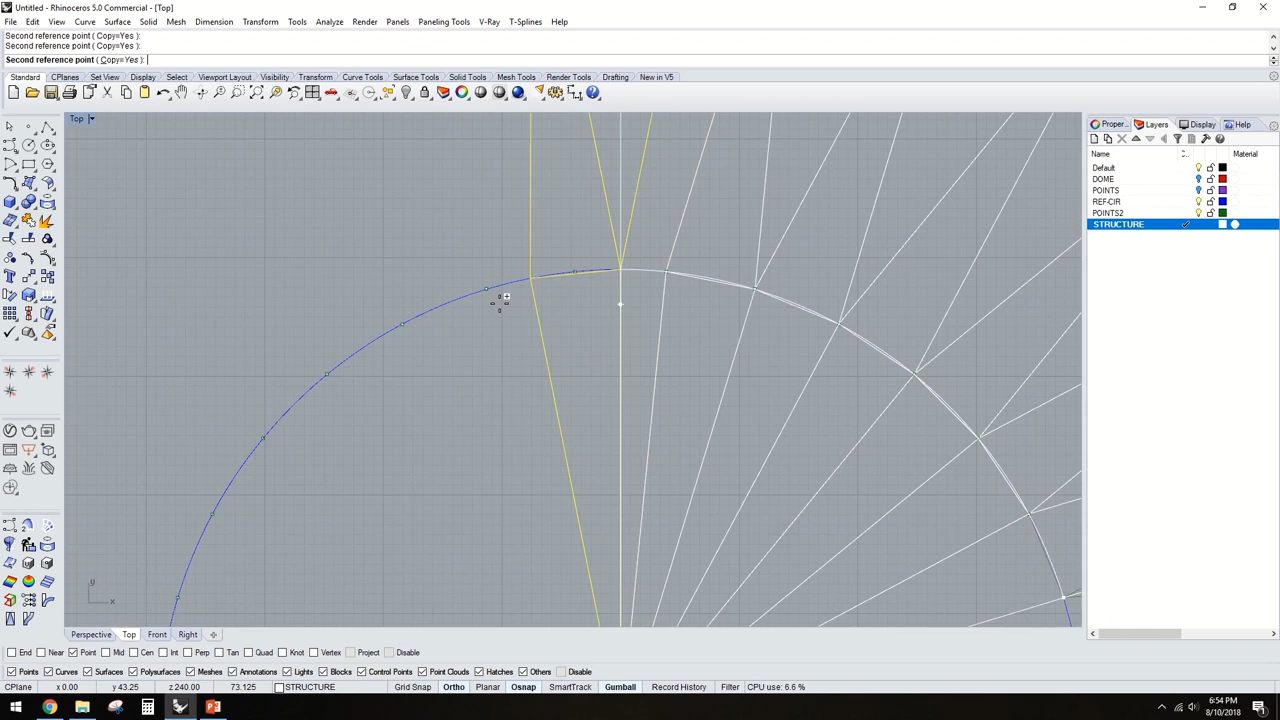 Untitled - Rhinoceros 5.0 Commercial - [Top]
File Edit View Curve Surface Solid Mesh Dimension Transform Tools Analyze Render Panels Paneling Tools V-Ray T-Splines Help
Second reference point ( Copy=Yes ):
Second reference point ( Copy=Yes ):
Second reference point ( Copy=Yes ):
Standard CPlanes Set View Display Select Viewport Layout Visibility Transform Curve Tools Surface Tools Solid Tools Mesh Tools Render Tools Drafting New in V5
Top
Proper... Layers Display Help
Name Material
Default
DOME
POINTS
REF-CIR
POINTS2
STRUCTURE
y
x
Perspective Top Front Right
End Near Point Mid Cen Int Perp Tan Quad Knot Vertex Project Disable
Points Curves Surfaces Polysurfaces Meshes Annotations Lights Blocks Control Points Point Clouds Hatches Others Disable
CPlane x 0.00 y 43.25 z 240.00 73.125 STRUCTURE Grid Snap Ortho Planar Osnap SmartTrack Gumball Record History Filter CPU use: 6.6 %
6:54 PM
8/10/2018